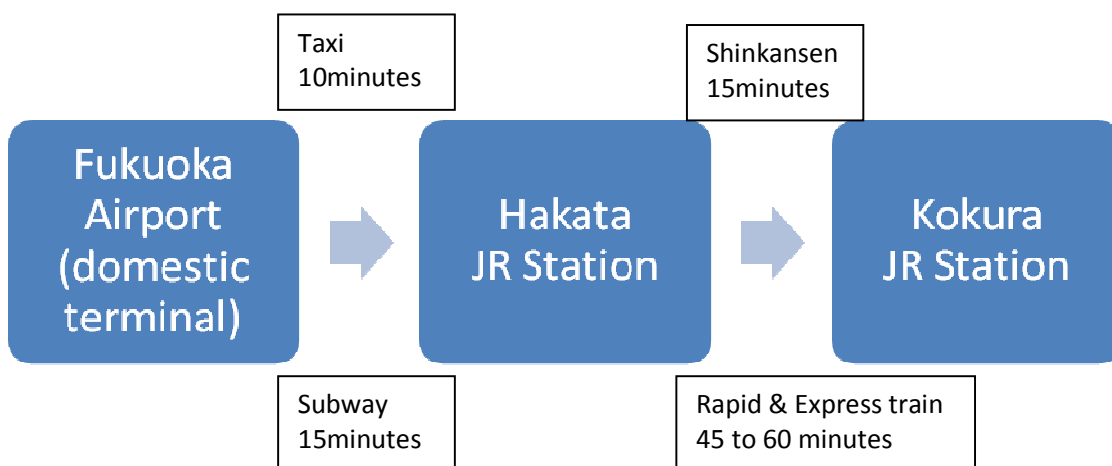 Taxi
10minutes
Shinkansen
15minutes
Fukuoka
Airport
(domestic
terminal)
Hakata
JR Station
Kokura
JR Station
Subway
15minutes
Rapid & Express train
45 to 60 minutes